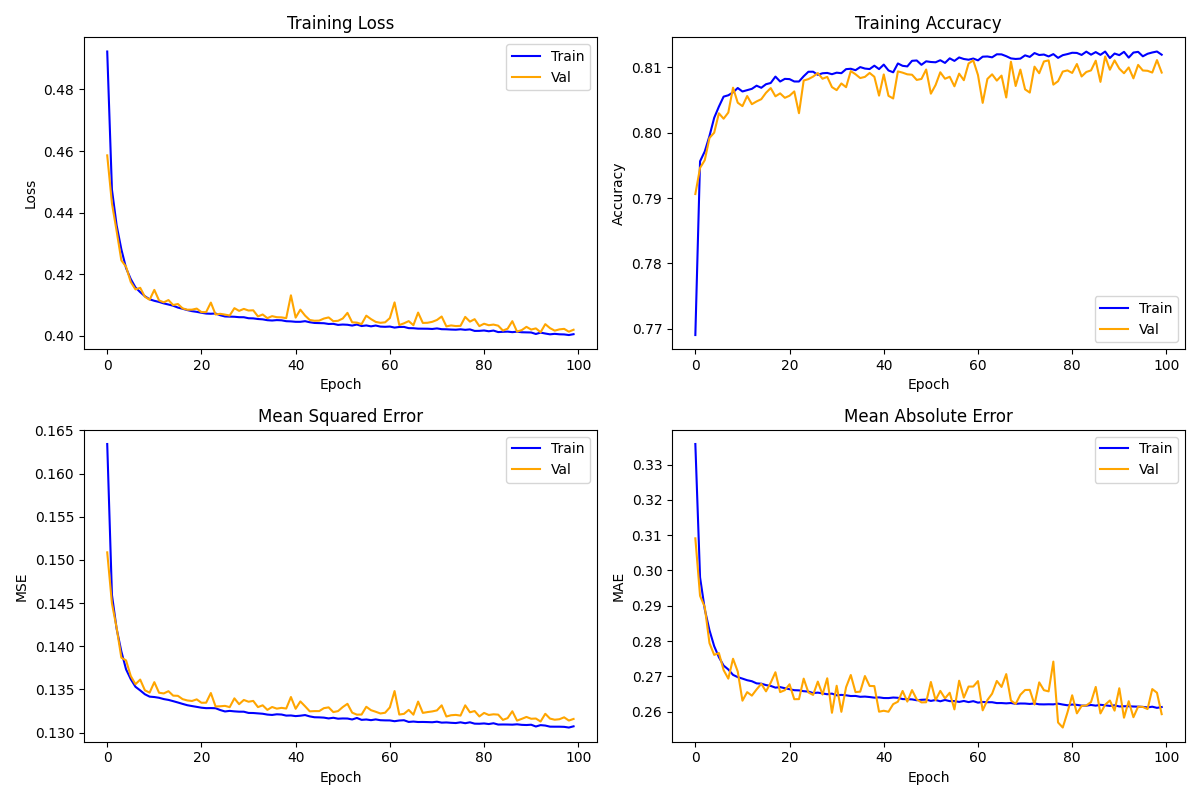 Training Loss
Loss
0.48
0.46
0.44
0.42
0.40
Train
Val
0 20 40 60 80 100
Epoch
Training Accuracy
Accuracy
0.81
0.80
0.79
0.78
0.77
Train
Val
0 20 40 60 80 100
Epoch
Mean Squared Error
MSE
0.165
0.160
0.155
0.150
0.145
0.140
0.135
0.130
Train
Val
0 20 40 60 80 100
Epoch
Mean Absolute Error
MAE
0.33
0.32
0.31
0.30
0.29
0.28
0.27
0.26
Train
Val
0 20 40 60 80 100
Epoch